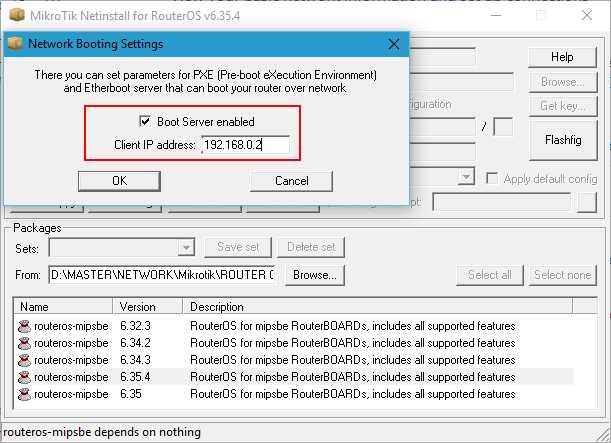 MikroTik Netinstall for RouterOS v6.35.4
Network Booting Settings
There you can set parameters for PXE (Pre-boot eXecution Environment)
and Etherboot server that can boot your router over network
Boot Server enabled
Client IP address: 192.168.0.2
OK Cancel
Help
Browse...
Get key...
/
Flashfig
Apply default config
Packages
Sets: Save set Delete set
From: D:\MASTER\NETWORK\Mikrotik\ROUTER Browse... Select all Select none
Name Version Description
routeros-mipsbe 6.32.3 RouterOS for mipsbe RouterBOARDs, includes all supported features
routeros-mipsbe 6.34.2 RouterOS for mipsbe RouterBOARDs, includes all supported features
routeros-mipsbe 6.34.3 RouterOS for mipsbe RouterBOARDs, includes all supported features
routeros-mipsbe 6.35.4 RouterOS for mipsbe RouterBOARDs, includes all supported features
routeros-mipsbe 6.35 RouterOS for mipsbe RouterBOARDs, includes all supported features
routeros-mipsbe depends on nothing